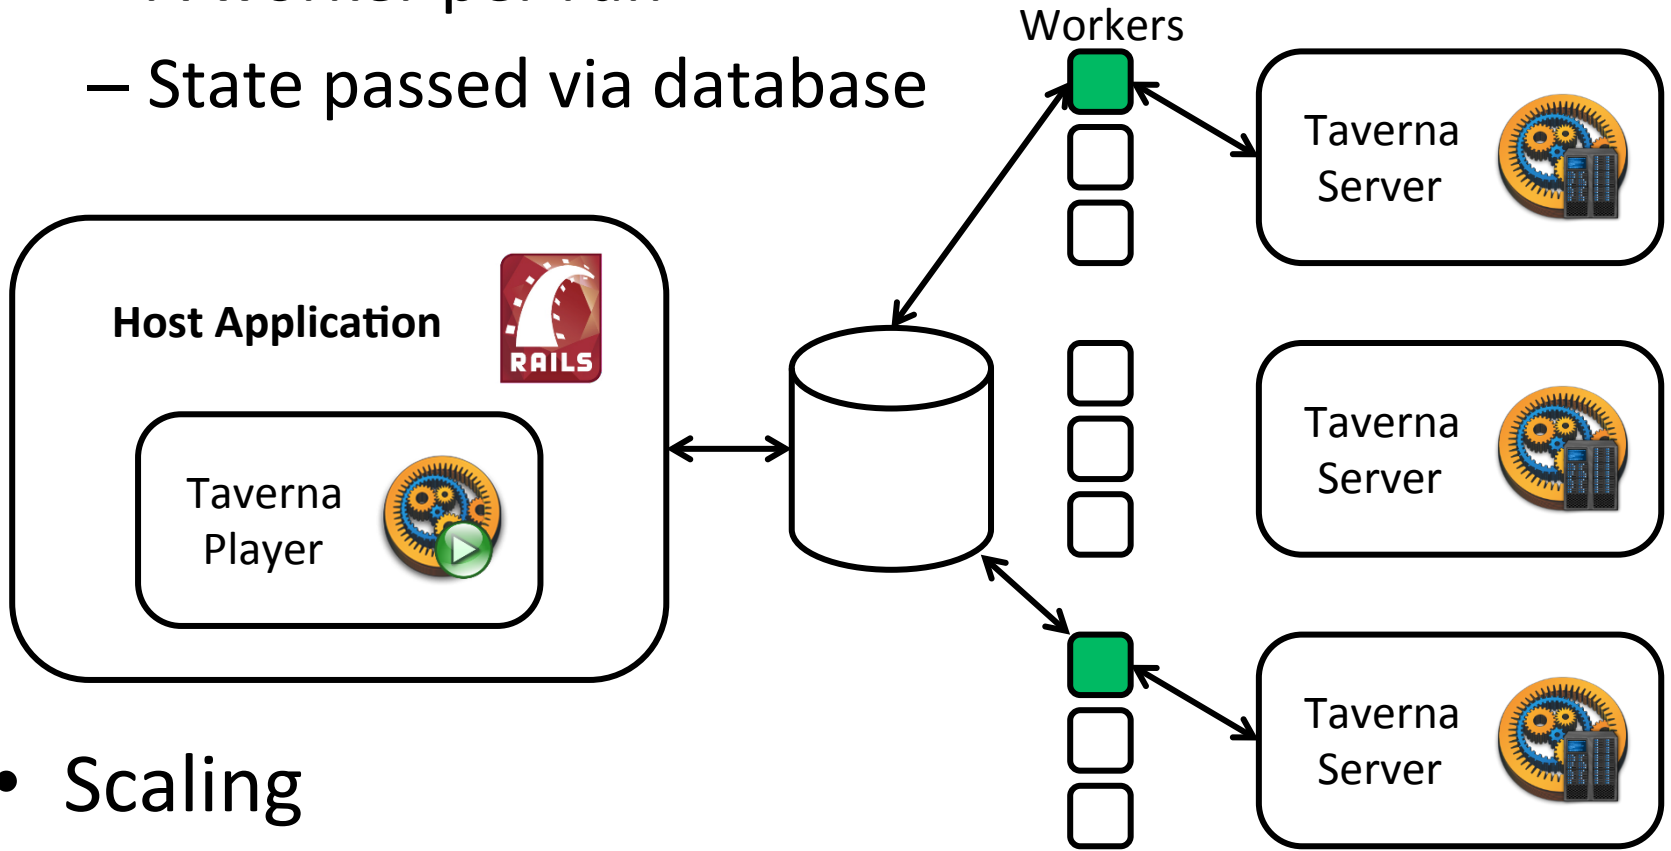 – State passed via database
Workers
Host Application
RAILS
Taverna
Player
Taverna
Server
Taverna
Server
Taverna
Server
• Scaling